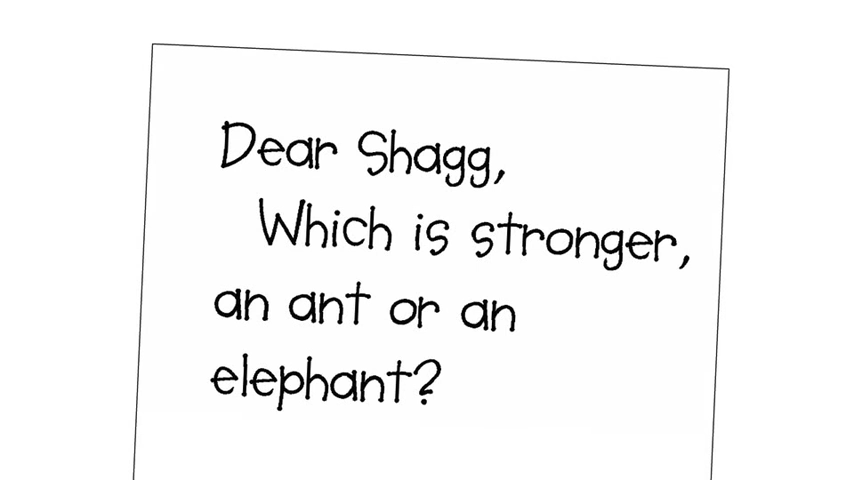 Dear Shagg,
Which is stronger,
an ant or an
elephant?